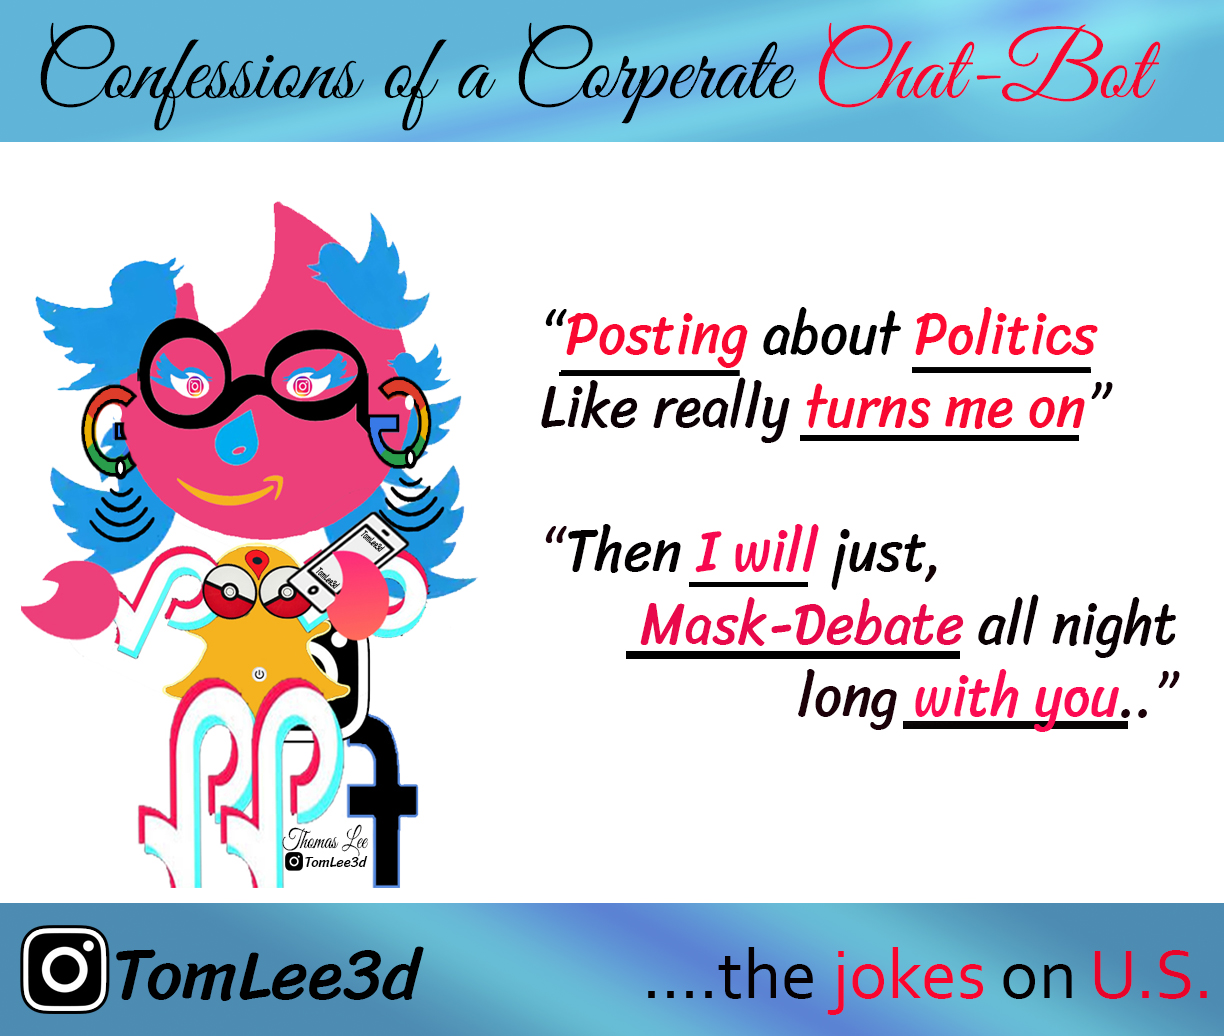 Confessions of a Corperate Chat-Bot
“Posting about Politics
Like really turns me on”
“Then I will just,
Mask-Debate all night
long with you..”
TomLee3d
TomLee3d
Thomas Lee
TomLee3d
TomLee3d
....the jokes on U.S.